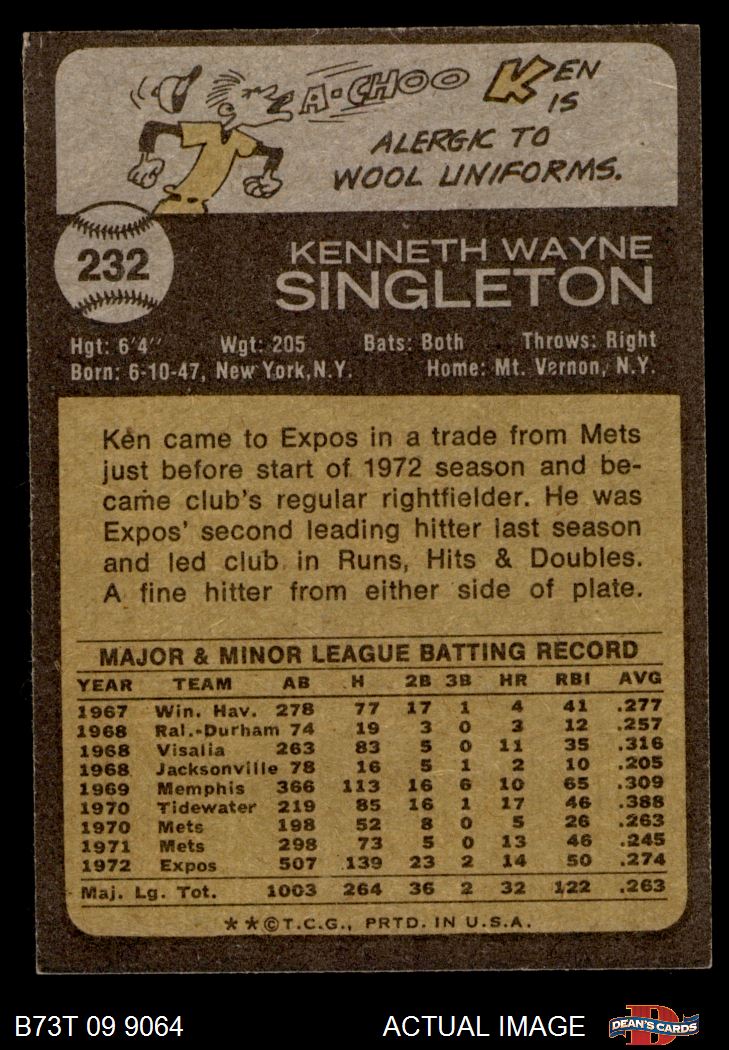 A-CHOO KEN
IS
ALERGIC TO
WOOL UNIFORMS.
232
KENNETH WAYNE
SINGLETON
Hgt: 6'4" Wgt: 205 Bats: Both Throws: Right
Born: 6-10-47, New York, N.Y. Home: Mt. Vernon, N.Y.
Ken came to Expos in a trade from Mets
just before start of 1972 season and be-
came club's regular rightfielder. He was
Expos' second leading hitter last season
and led club in Runs, Hits & Doubles.
A fine hitter from either side of plate.
MAJOR & MINOR LEAGUE BATTING RECORD
YEAR TEAM AB H 2B 3B HR RBI AVG
1967 Win. Hav. 278 77 17 1 4 41 .277
1968 Ral.-Durham 74 19 3 0 3 12 .257
1968 Visalia 263 83 5 0 11 35 .316
1968 Jacksonville 78 16 5 1 2 10 .205
1969 Memphis 366 113 16 6 10 65 .309
1970 Tidewater 219 85 16 1 17 46 .388
1970 Mets 198 52 8 0 5 26 .263
1971 Mets 298 73 5 0 13 46 .245
1972 Expos 507 139 23 2 14 50 .274
Maj. Lg. Tot. 1003 264 36 2 32 122 .263
**©T.C.G., PRTD. IN U.S.A.
B73T 09 9064 ACTUAL IMAGE D DEAN'S CARDS